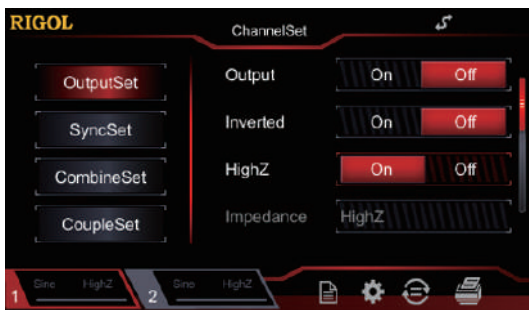 RIGOL
ChannelSet
OutputSet
SyncSet
CombineSet
CoupleSet
Output On Off
Inverted On Off
HighZ On Off
Impedance HighZ
1 Sine HighZ
2 Sine HighZ